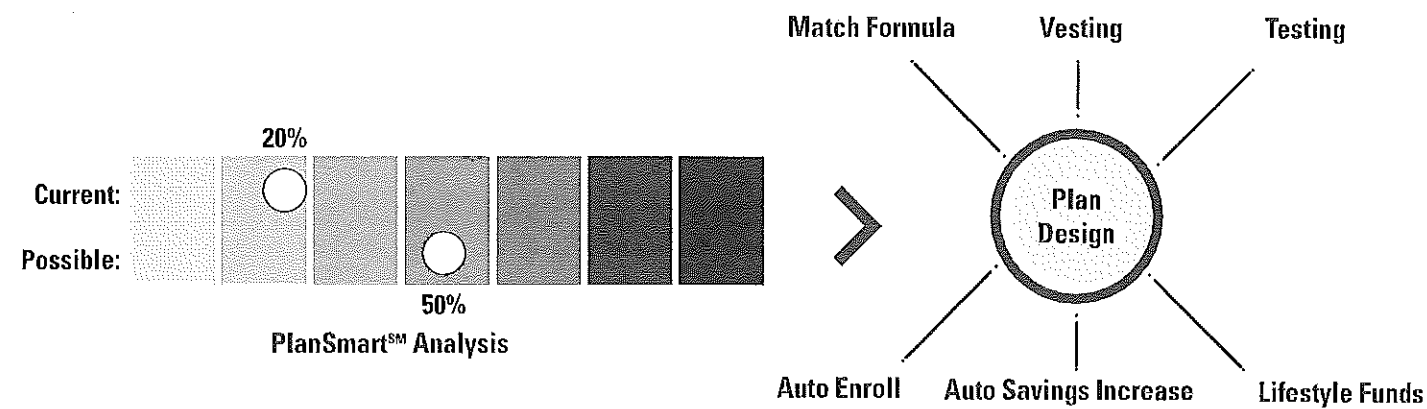 20%
Current:
Possible:
50%
PlanSmart℠ Analysis
Match Formula
Vesting
Testing
Plan
Design
Auto Enroll
Auto Savings Increase
Lifestyle Funds